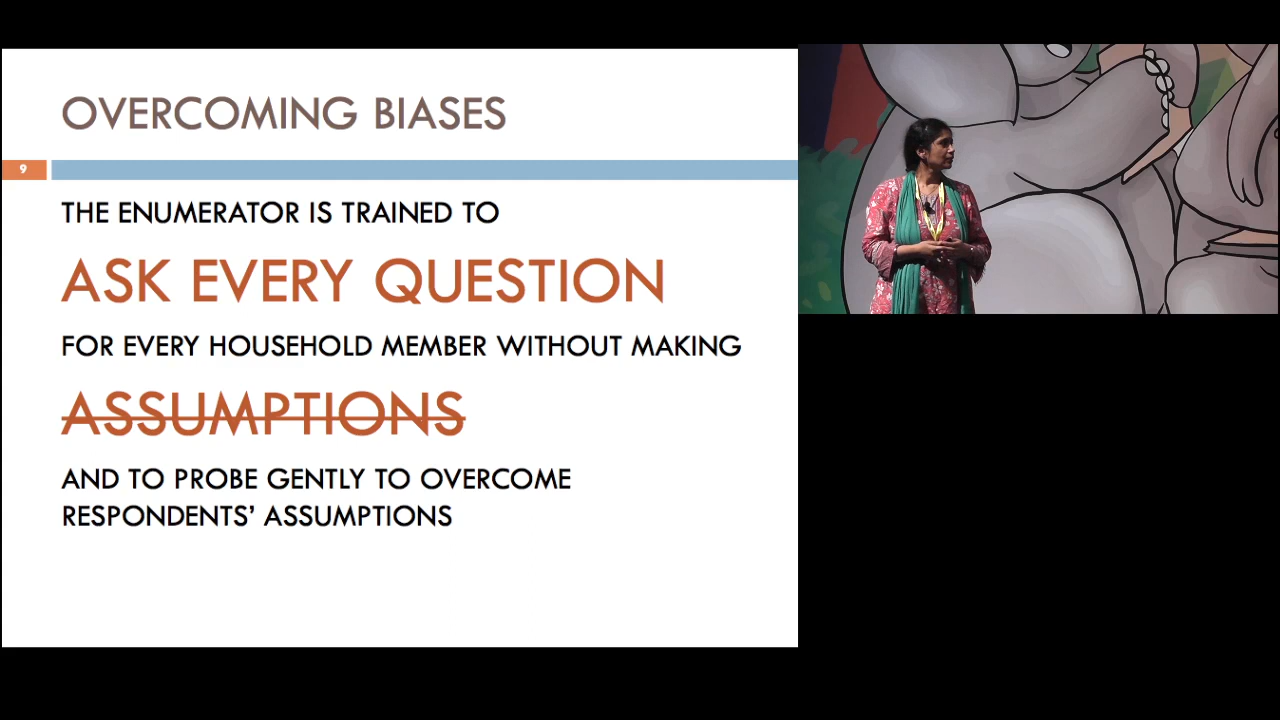 OVERCOMING BIASES
9
THE ENUMERATOR IS TRAINED TO
ASK EVERY QUESTION
FOR EVERY HOUSEHOLD MEMBER WITHOUT MAKING
ASSUMPTIONS
AND TO PROBE GENTLY TO OVERCOME
RESPONDENTS’ ASSUMPTIONS